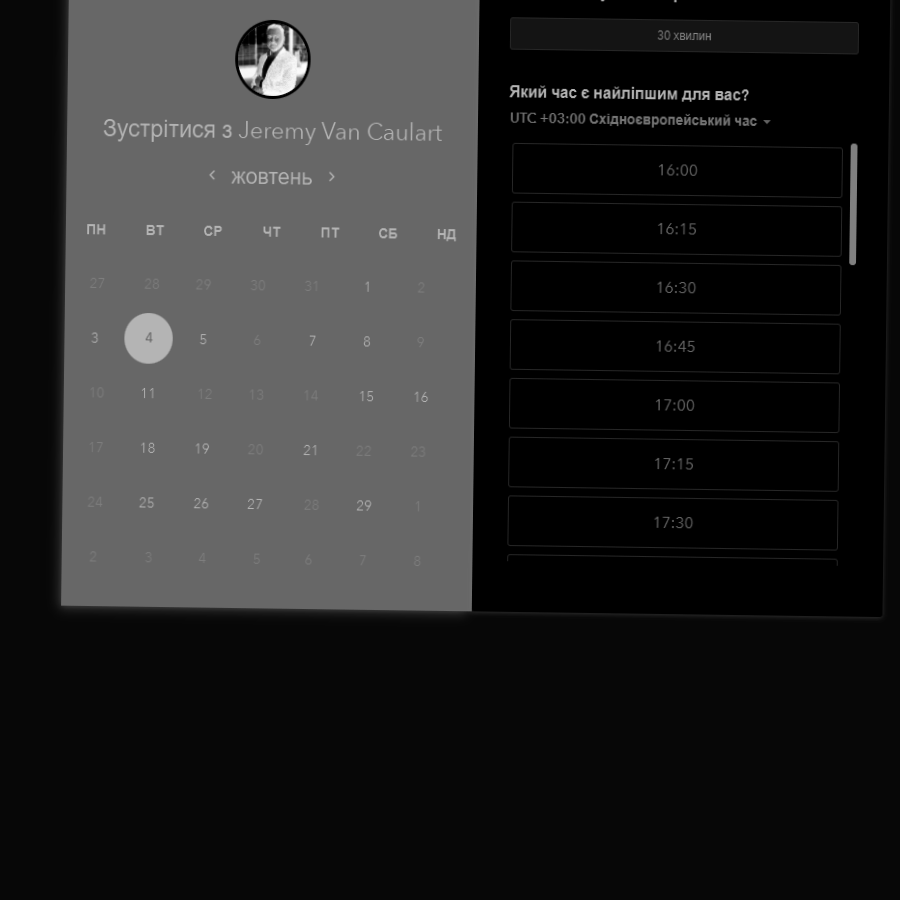 Зустрітися з Jeremy Van Caulart
жовтень
ПН ВТ СР ЧТ ПТ СБ НД
27 28 29 30 31 1 2
3 4 5 6 7 8 9
10 11 12 13 14 15 16
17 18 19 20 21 22 23
24 25 26 27 28 29 1
2 3 4 5 6 7 8
30 хвилин
Який час є найліпшим для вас?
UTC +03:00 Східноєвропейський час
16:00
16:15
16:30
16:45
17:00
17:15
17:30